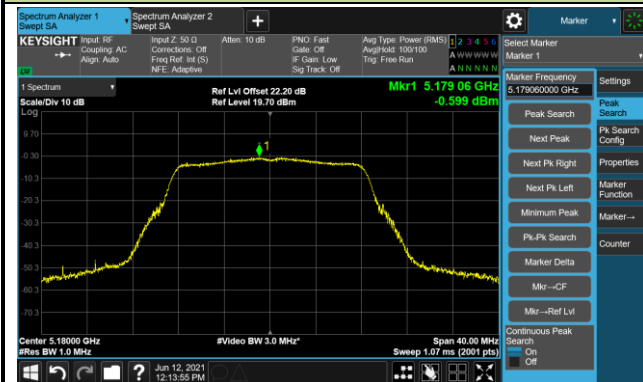 Spectrum Analyzer 1
Swept SA
Spectrum Analyzer 2
Swept SA
+
Marker
KEYSIGHT
Input: RF
Coupling: AC
Align: Auto
Input Z: 50 Ω
Corrections: Off
Freq Ref: Int (S)
NFE: Adaptive
Atten: 10 dB
PNO: Fast
Gate: Off
IF Gain: Low
Sig Track: Off
Avg Type: Power (RMS)
Avg|Hold: 100/100
Trig: Free Run
1 2 3 4 5 6
A W W W W W
A N N N N N
Select Marker
Marker 1
1 Spectrum
Scale/Div 10 dB
Log
Ref Lvl Offset 22.20 dB
Ref Level 19.70 dBm
Mkr1 5.179 06 GHz
-0.599 dBm
9.70
-0.30
-10.3
-20.3
-30.3
-40.3
-50.3
-60.3
-70.3
1
Center 5.18000 GHz
#Res BW 1.0 MHz
#Video BW 3.0 MHz*
Span 40.00 MHz
Sweep 1.07 ms (2001 pts)
Marker Frequency
5.179060000 GHz
Peak Search
Next Peak
Next Pk Right
Next Pk Left
Minimum Peak
Pk-Pk Search
Marker Delta
Mkr→CF
Mkr→Ref Lvl
Continuous Peak
Search
On
Off
Settings
Peak
Search
Pk Search
Config
Properties
Marker
Function
Marker→
Counter
?
Jun 12, 2021
12:13:55 PM